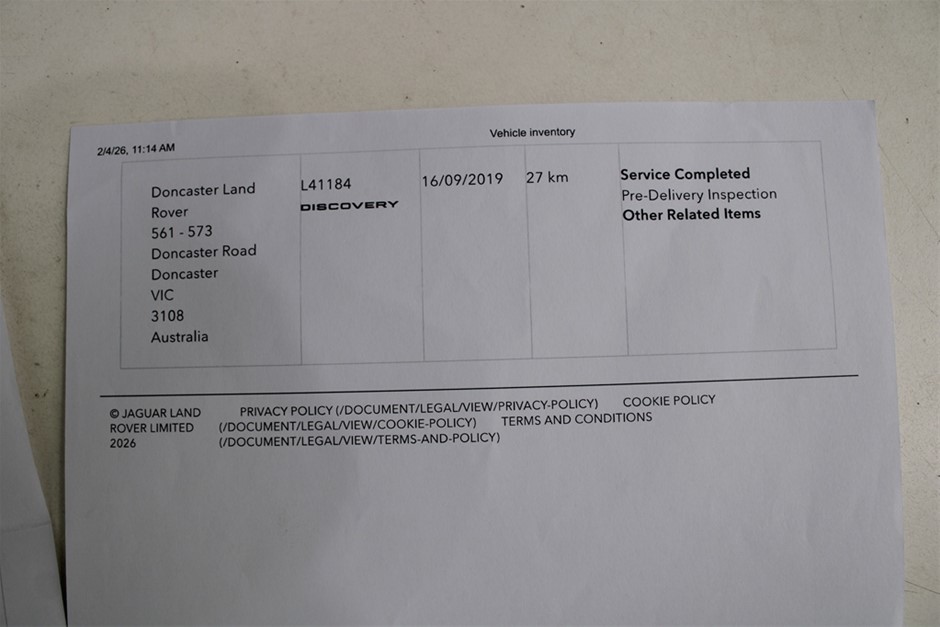 2/4/26, 11:14 AM
Vehicle inventory
Doncaster Land
Rover
561 - 573
Doncaster Road
Doncaster
VIC
3108
Australia
L41184
DISCOVERY
16/09/2019
27 km
Service Completed
Pre-Delivery Inspection
Other Related Items
© JAGUAR LAND
ROVER LIMITED
2026
PRIVACY POLICY (/DOCUMENT/LEGAL/VIEW/PRIVACY-POLICY) COOKIE POLICY
(/DOCUMENT/LEGAL/VIEW/COOKIE-POLICY) TERMS AND CONDITIONS
(/DOCUMENT/LEGAL/VIEW/TERMS-AND-POLICY)